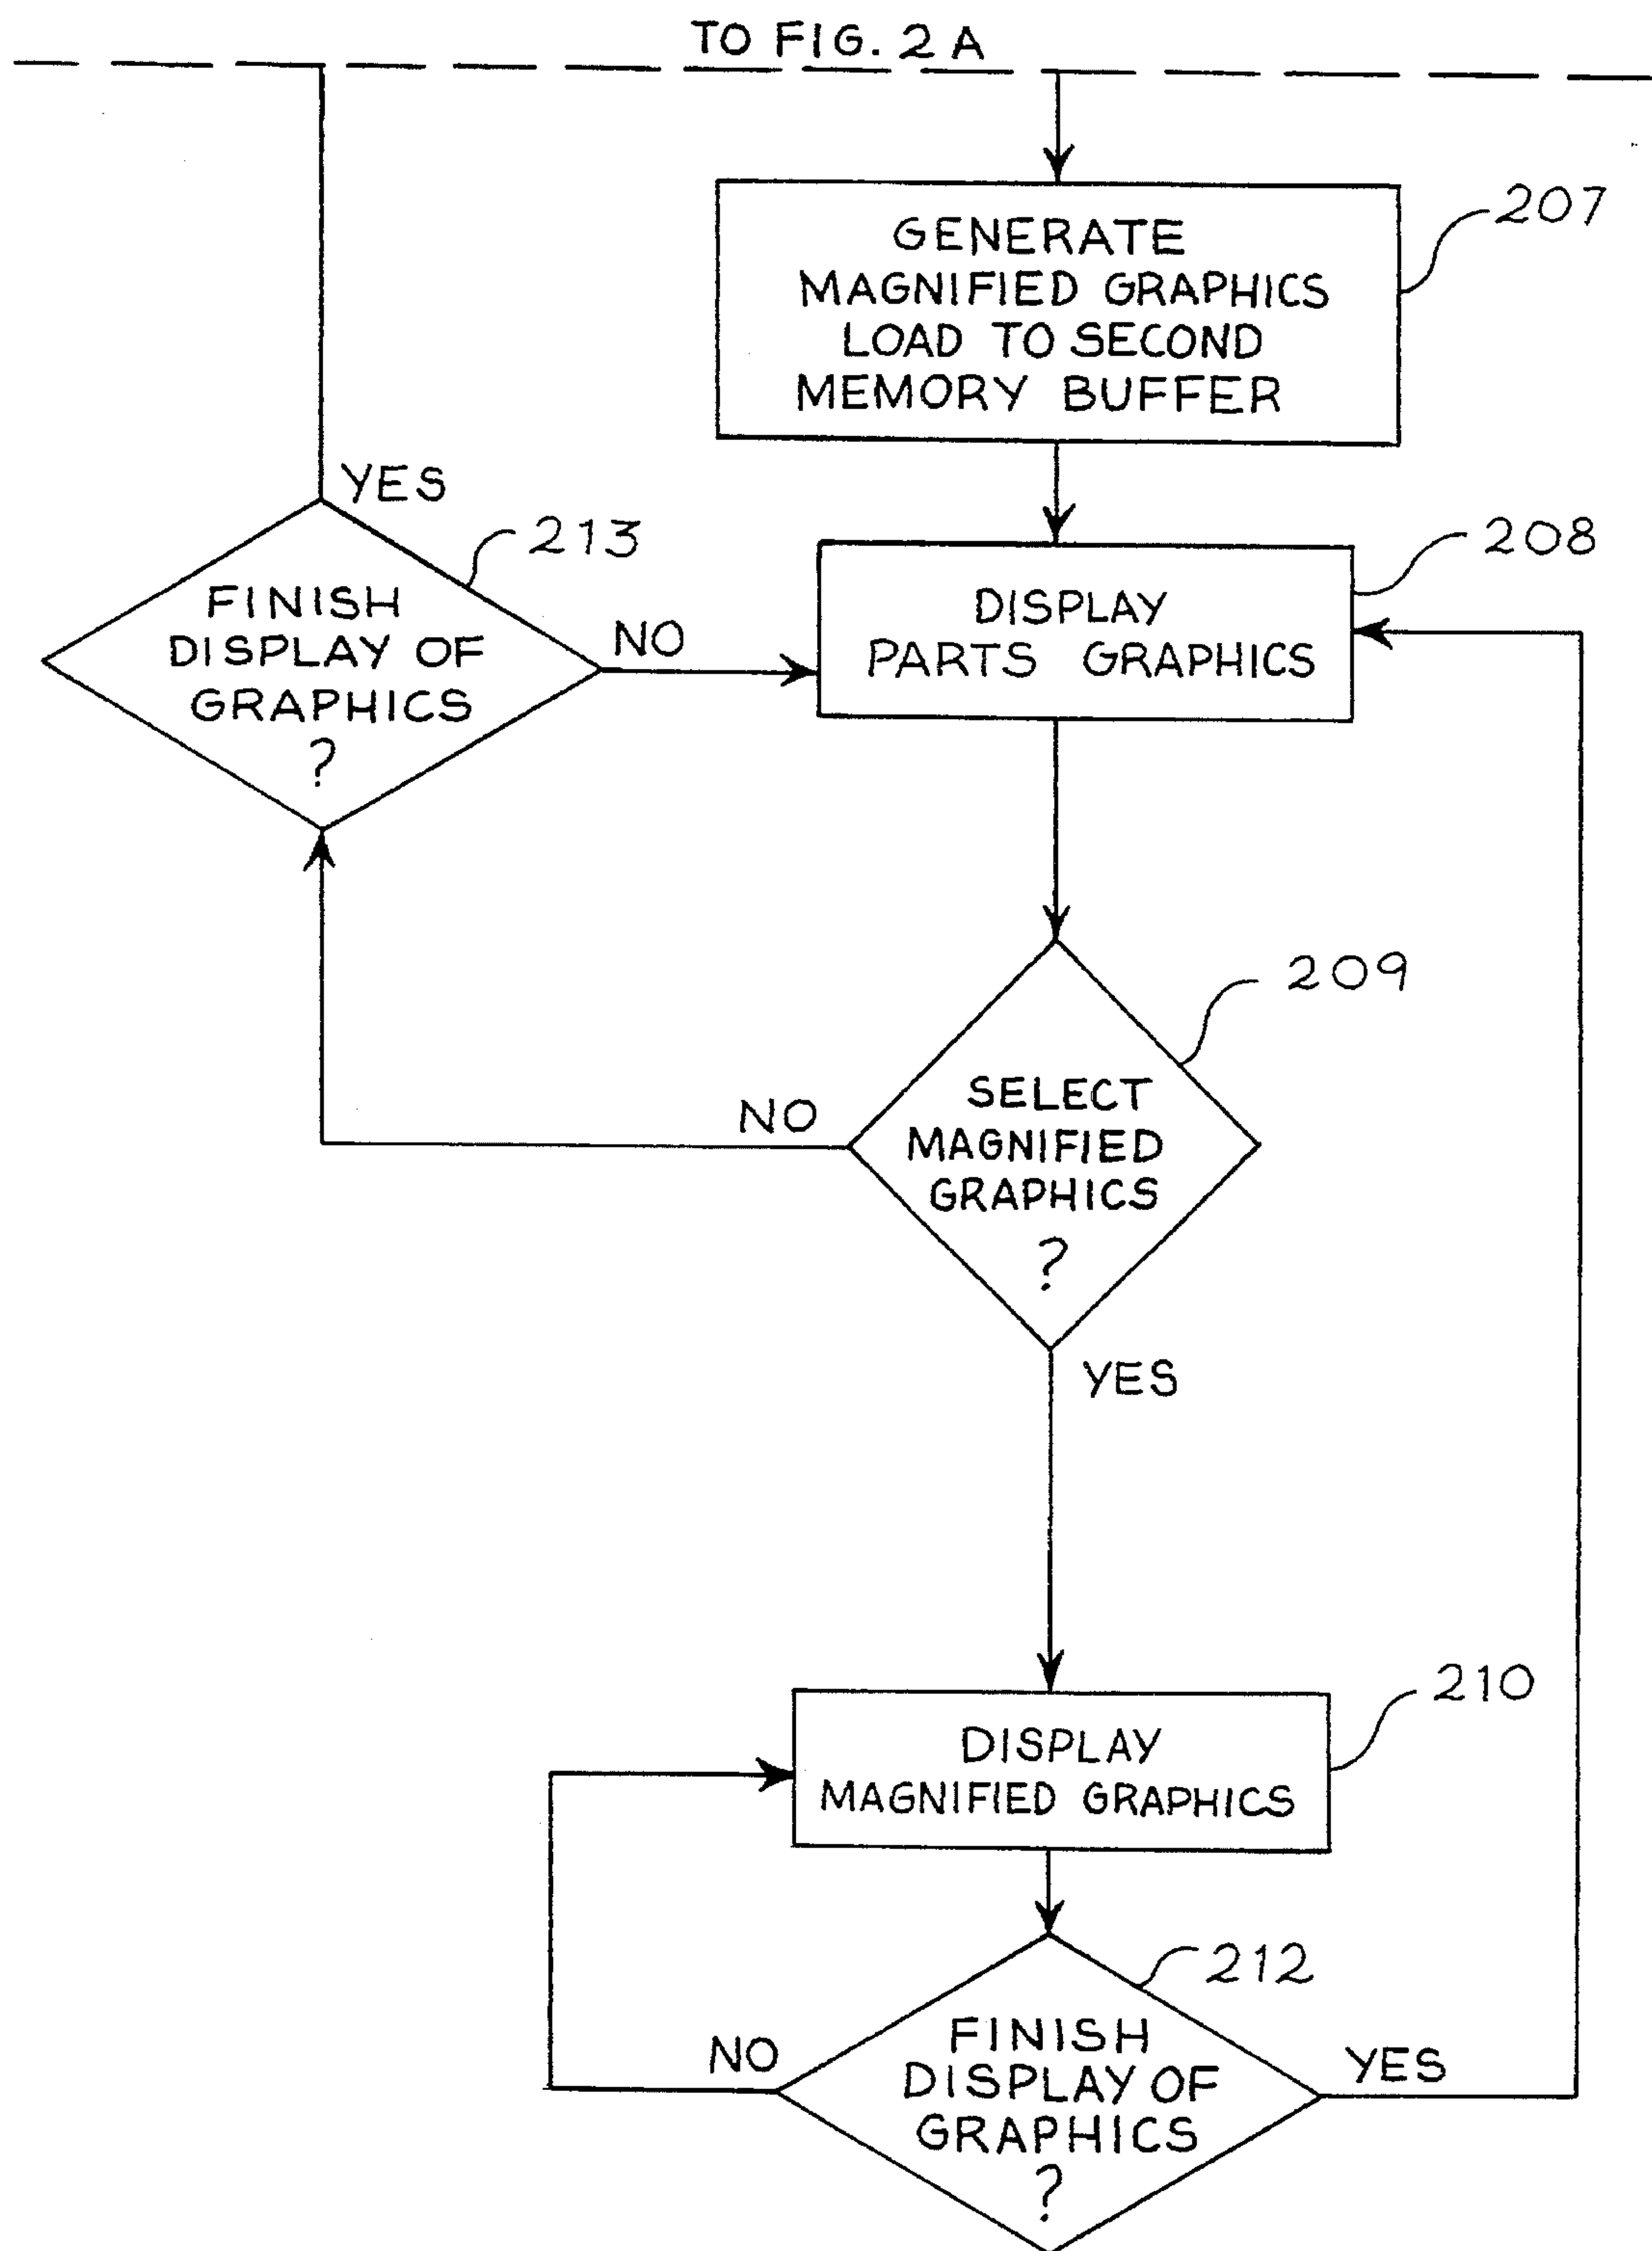 TO FIG. 2A
207
GENERATE
MAGNIFIED GRAPHICS
LOAD TO SECOND
MEMORY BUFFER
YES
213
208
FINISH
DISPLAY OF
GRAPHICS
?
NO
DISPLAY
PARTS GRAPHICS
209
NO
SELECT
MAGNIFIED
GRAPHICS
?
YES
210
DISPLAY
MAGNIFIED GRAPHICS
212
NO
FINISH
DISPLAY OF
GRAPHICS
?
YES